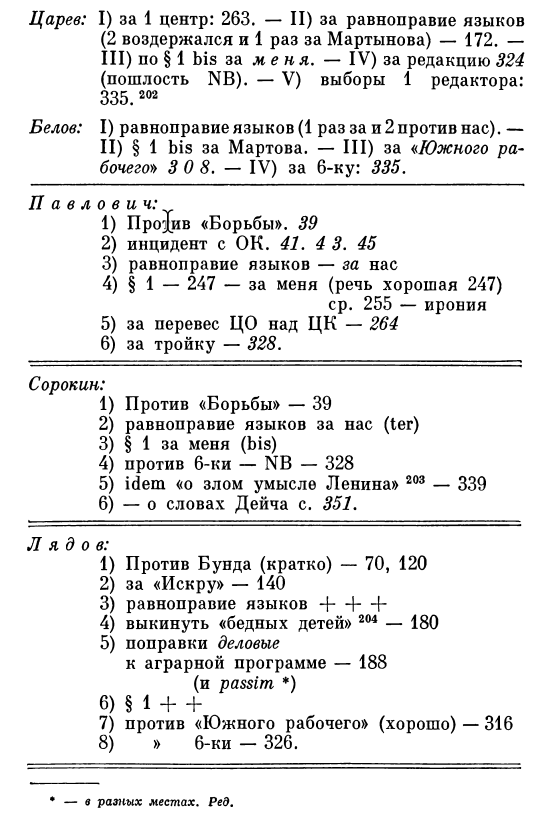 Царев: I) за 1 центр: 263. — II) за равноправие языков
(2 воздержался и 1 раз за Мартынова) — 172. —
III) по § 1 bis за меня. — IV) за редакцию 324
(пошлость NB). — V) выборы 1 редактора:
335. 202
Белов: I) равноправие языков (1 раз за и 2 против нас). —
II) § 1 bis за Мартова. — III) за «Южного ра-
бочего» 308. — IV) за 6-ку: 335.
Павлович:
1) Против «Борьбы». 39
2) инцидент с ОК. 41. 43. 45
3) равноправие языков — за нас
4) § 1 — 247 — за меня (речь хорошая 247)
ср. 255 — ирония
5) за перевес ЦО над ЦК — 264
6) за тройку — 328.
Сорокин:
1) Против «Борьбы» — 39
2) равноправие языков за нас (ter)
3) § 1 за меня (bis)
4) против 6-ки — NB — 328
5) idem «о злом умысле Ленина» 203 — 339
6) — о словах Дейча с. 351.
Лядов:
1) Против Бунда (кратко) — 70, 120
2) за «Искру» — 140
3) равноправие языков + + +
4) выкинуть «бедных детей» 204 — 180
5) поправки деловые
к аграрной программе — 188
(и passim *)
6) § 1 + +
7) против «Южного рабочего» (хорошо) — 316
8) » 6-ки — 326.
* — в разных местах. Ред.